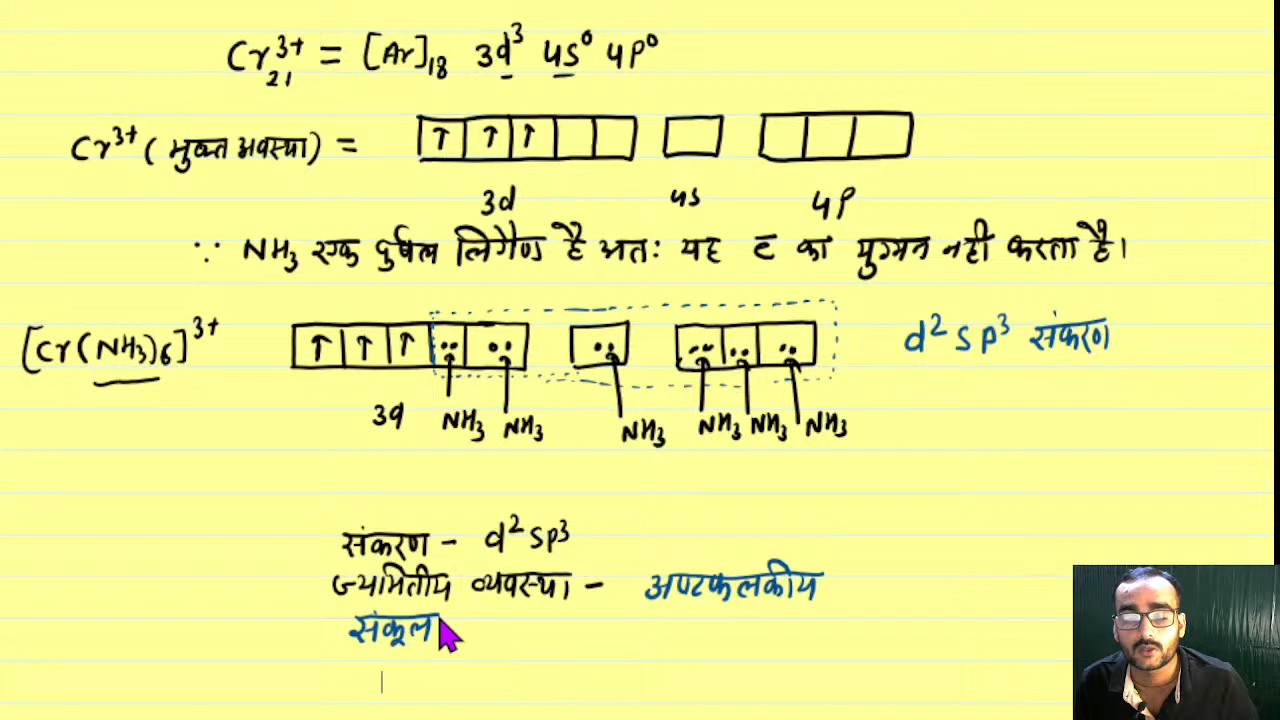 Cr³⁺₂₁ = [Ar]₁₈ 3d³ 4s⁰ 4p⁰
Cr³⁺ (मुक्त अवस्था) = ↑ ↑ ↑
3d 4s 4p
∵ NH₃ एक दुर्बल लिगैण्ड है अतः यह e̅ का युग्मन नही करता है।
[Cr(NH₃)₆]³⁺ ↑ ↑ ↑ d²sp³ संकरण
3d NH₃ NH₃ NH₃ NH₃ NH₃ NH₃
संकरण - d²sp³
ज्यामितीय व्यवस्था - अष्टफलकीय
संकुल